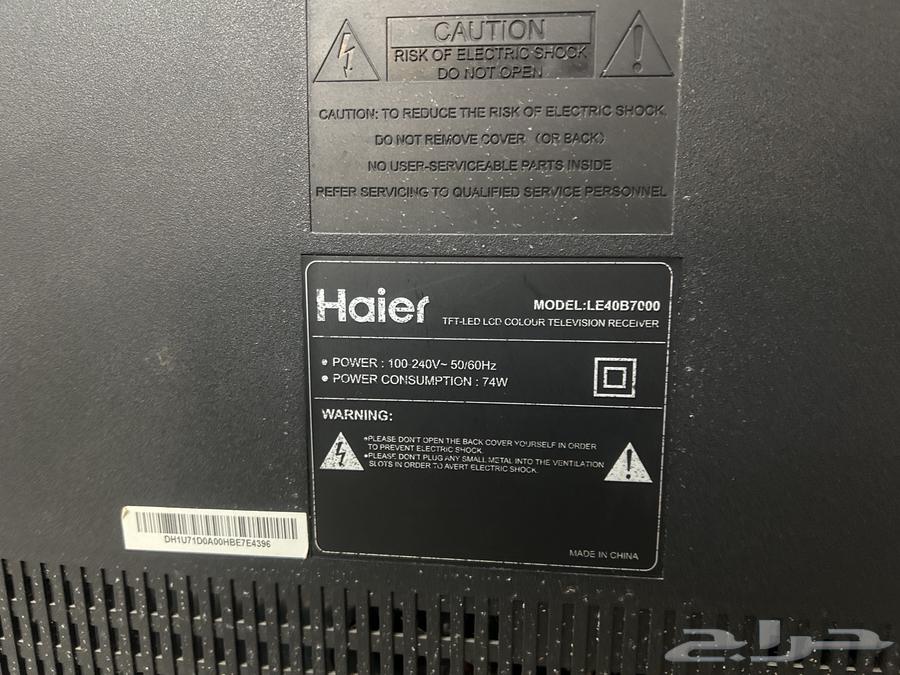 CAUTION
RISK OF ELECTRIC SHOCK
DO NOT OPEN
CAUTION: TO REDUCE THE RISK OF ELECTRIC SHOCK,
DO NOT REMOVE COVER (OR BACK)
NO USER-SERVICEABLE PARTS INSIDE
REFER SERVICING TO QUALIFIED SERVICE PERSONNEL
Haier
MODEL:LE40B7000
TFT-LED LCD COLOUR TELEVISION RECEIVER
• POWER : 100-240V~ 50/60Hz
• POWER CONSUMPTION : 74W
WARNING:
•PLEASE DON'T OPEN THE BACK COVER YOURSELF IN ORDER
TO PREVENT ELECTRIC SHOCK.
•PLEASE DON'T PLUG ANY SMALL METAL INTO THE VENTILATION
SLOTS IN ORDER TO AVERT ELECTRIC SHOCK.
DH1U71D0A00HBE7E4396
MADE IN CHINA
حراج